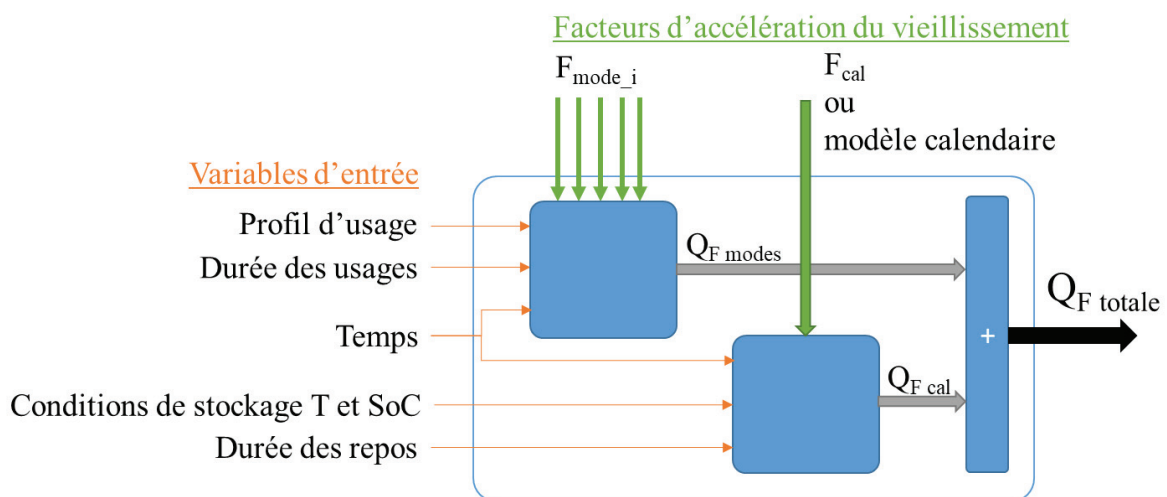 Facteurs d'accélération du vieillissement
F_mode_i
F_cal
ou
modèle calendaire
Variables d'entrée
Profil d'usage
Durée des usages
Q_F modes
Q_F totale
Temps
+
Q_F cal
Conditions de stockage T et SoC
Durée des repos